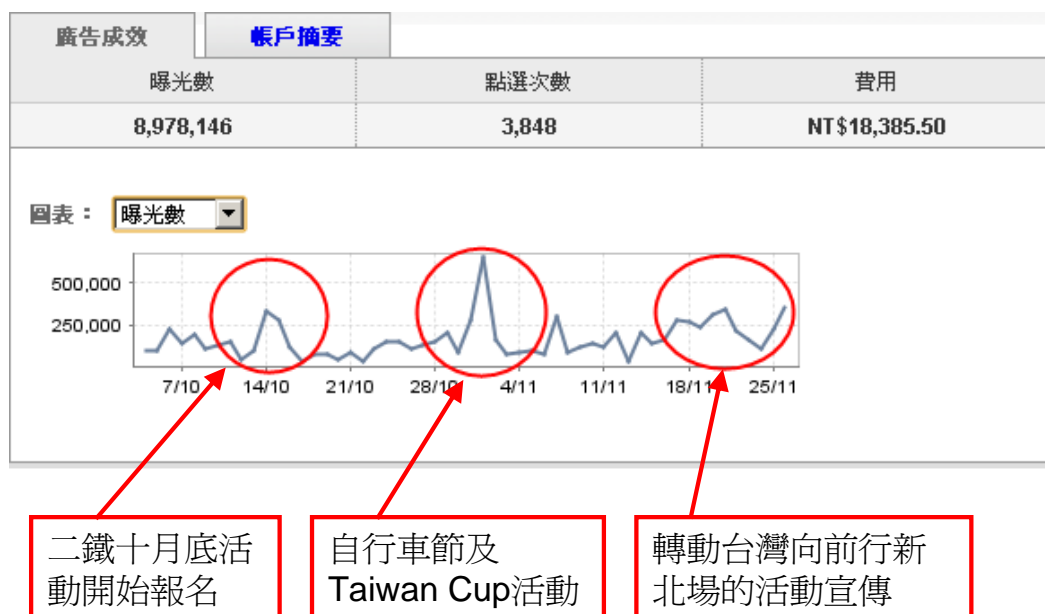 廣告成效 帳戶摘要
曝光數 點選次數 費用
8,978,146 3,848 NT$18,385.50
圖表： 曝光數
500,000
250,000
7/10 14/10 21/10 28/10 4/11 11/11 18/11 25/11
二鐵十月底活
動開始報名
自行車節及
Taiwan Cup活動
轉動台灣向前行新
北場的活動宣傳